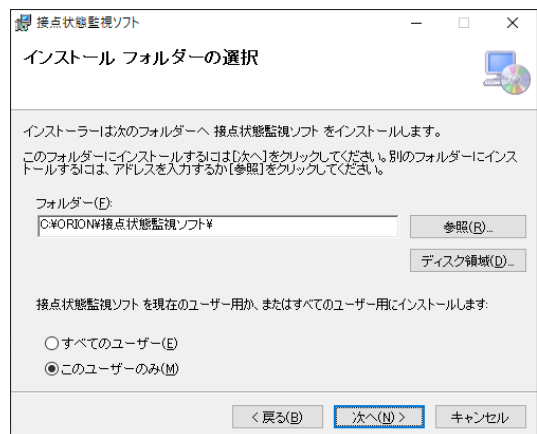 接点状態監視ソフト
インストール フォルダーの選択
インストーラーは次のフォルダーへ 接点状態監視ソフト をインストールします。
このフォルダーにインストールするには[次へ]をクリックしてください。別のフォルダーにインス
トールするには、アドレスを入力するか[参照]をクリックしてください。
フォルダー(F):
C:¥ORION¥接点状態監視ソフト¥
参照(R)...
ディスク領域(D)...
接点状態監視ソフト を現在のユーザー用か、またはすべてのユーザー用にインストールします:
すべてのユーザー(E)
このユーザーのみ(M)
< 戻る(B)
次へ(N) >
キャンセル